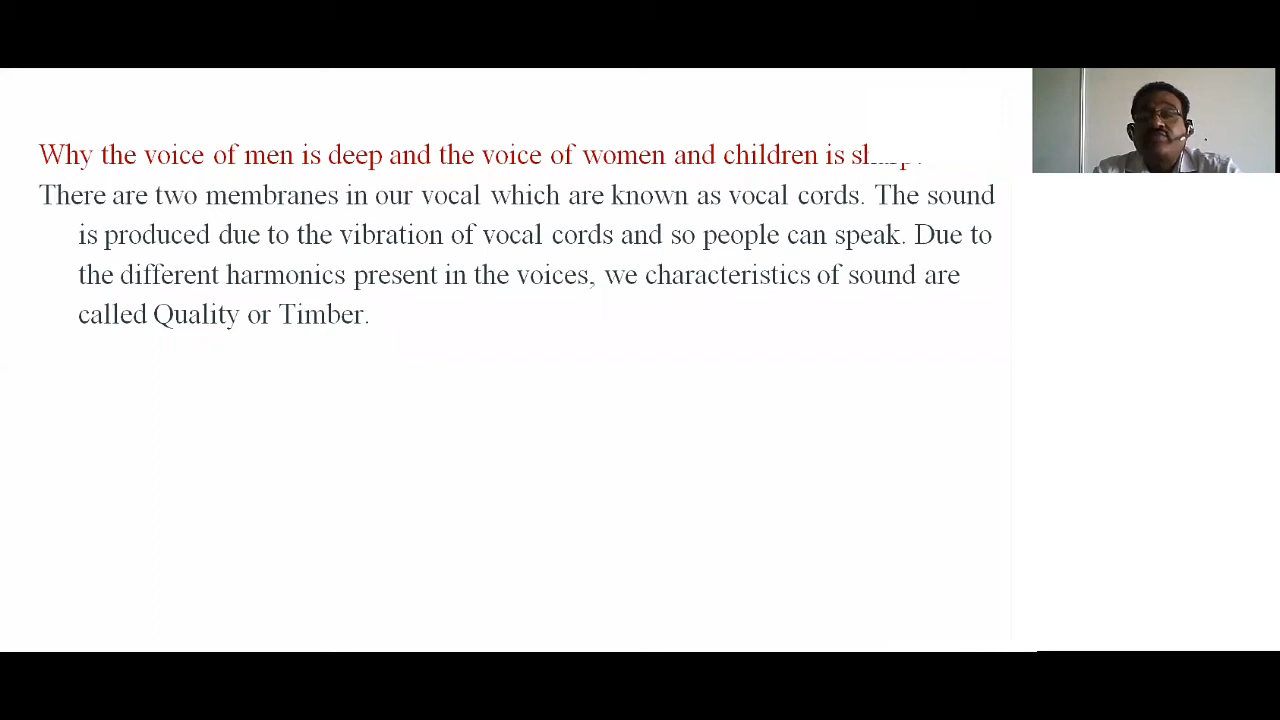 Why the voice of men is deep and the voice of women and children is
There are two membranes in our vocal which are known as vocal cords. The sound
is produced due to the vibration of vocal cords and so people can speak. Due to
the different harmonics present in the voices, we characteristics of sound are
called Quality or Timber.